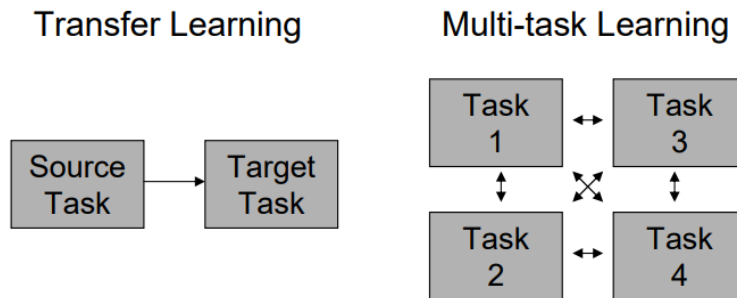 Transfer Learning
Multi-task Learning
Source
Task
Target
Task
Task
1
Task
3
Task
2
Task
4